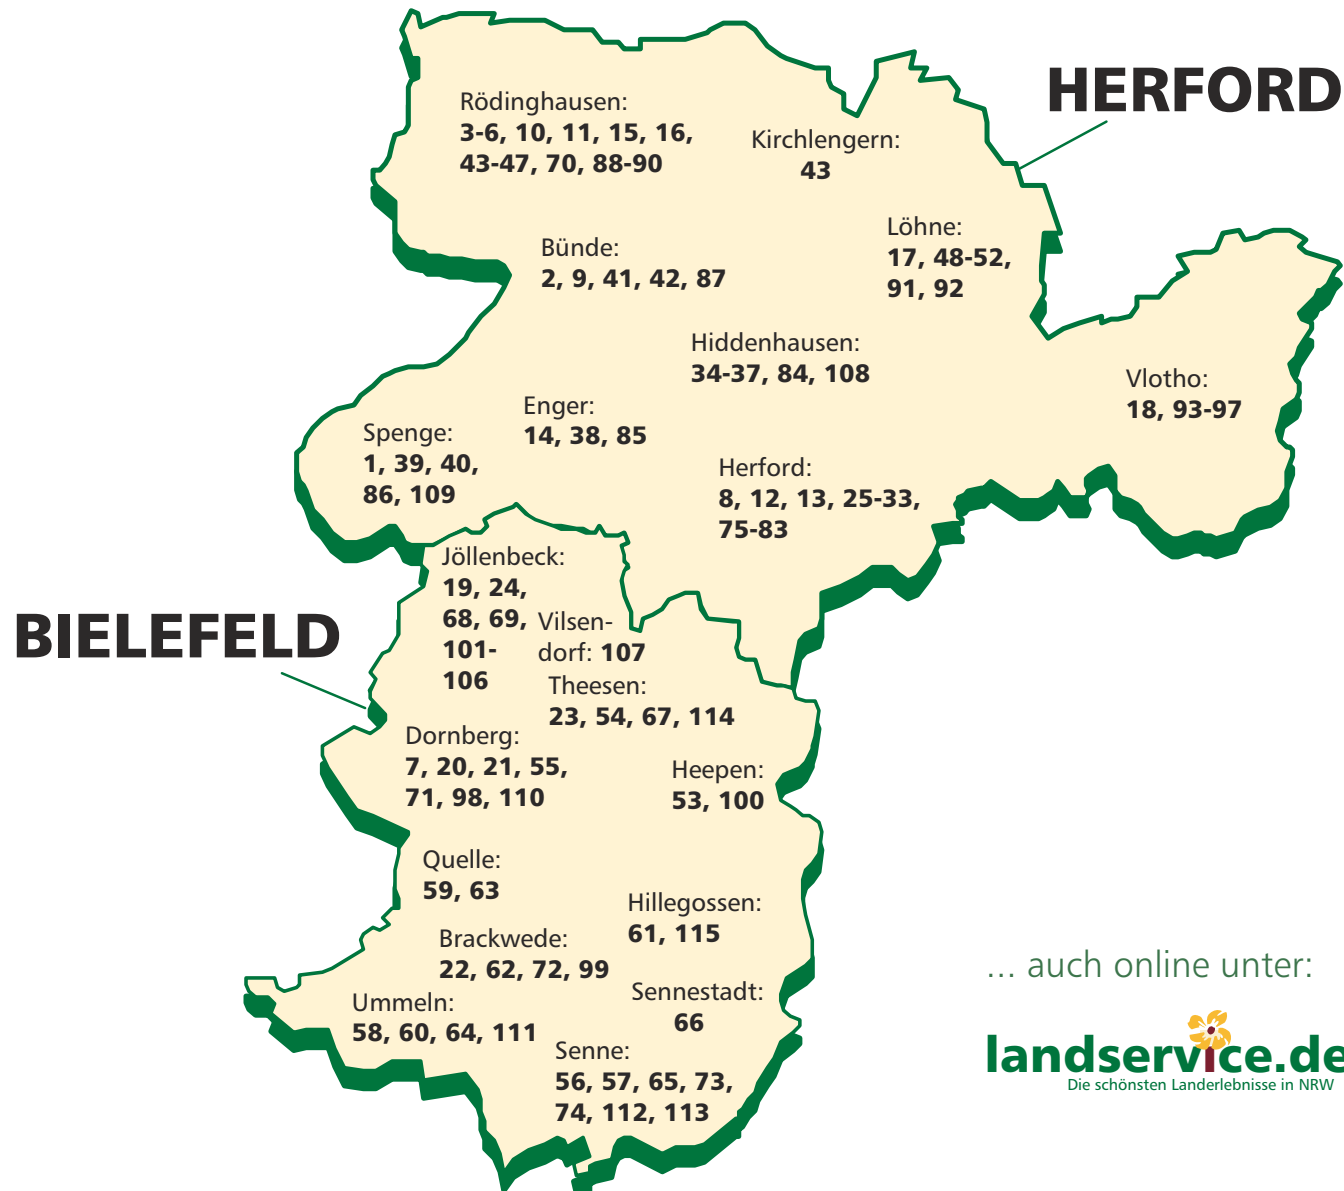 HERFORD
Rödinghausen:
3-6, 10, 11, 15, 16,
43-47, 70, 88-90
Kirchlengern:
43
Löhne:
17, 48-52,
91, 92
Bünde:
2, 9, 41, 42, 87
Hiddenhausen:
34-37, 84, 108
Vlotho:
18, 93-97
Enger:
14, 38, 85
Spenge:
1, 39, 40,
86, 109
Herford:
8, 12, 13, 25-33,
75-83
BIELEFELD
Jöllenbeck:
19, 24,
68, 69,
101-
106
Vilsen-
dorf: 107
Theesen:
23, 54, 67, 114
Dornberg:
7, 20, 21, 55,
71, 98, 110
Heepen:
53, 100
Quelle:
59, 63
Hillegossen:
61, 115
Brackwede:
22, 62, 72, 99
Sennestadt:
66
Ummeln:
58, 60, 64, 111
Senne:
56, 57, 65, 73,
74, 112, 113
... auch online unter:
landservice.de
Die schönsten Landerlebnisse in NRW